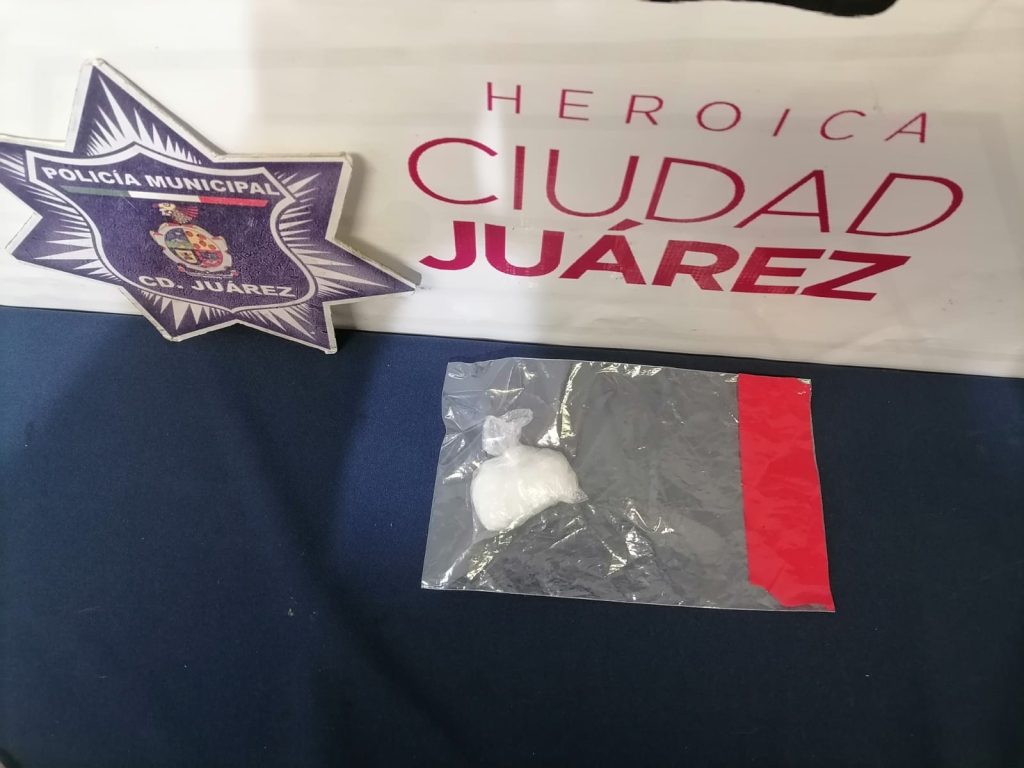 POLICÍA MUNICIPAL
CD. JUÁREZ
HEROICA
CIUDAD
JUÁREZ